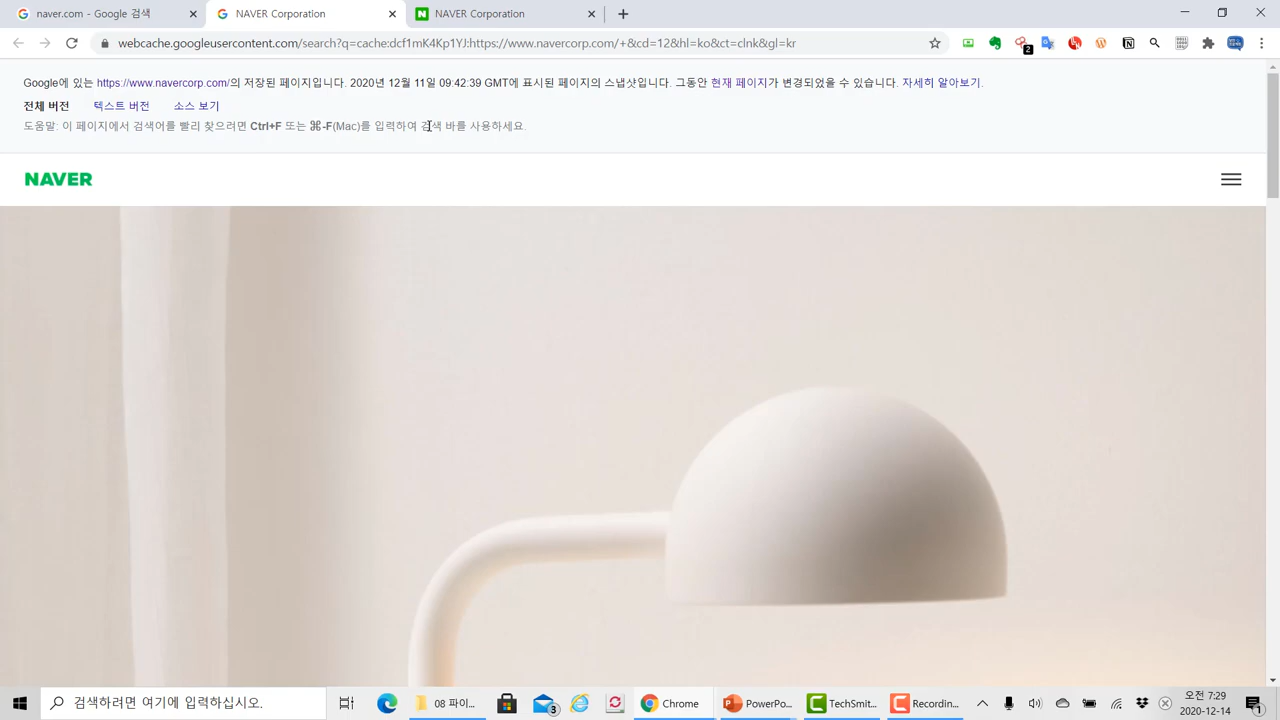 naver.com - Google 검색
NAVER Corporation
NAVER Corporation
webcache.googleusercontent.com/search?q=cache:dcf1mK4Kp1YJ:https://www.navercorp.com/+&cd=12&hl=ko&ct=clnk&gl=kr
2
Google에 있는 https://www.navercorp.com/의 저장된 페이지입니다. 2020년 12월 11일 09:42:39 GMT에 표시된 페이지의 스냅샷입니다. 그동안 현재 페이지가 변경되었을 수 있습니다. 자세히 알아보기.
전체 버전 텍스트 버전 소스 보기
도움말: 이 페이지에서 검색어를 빨리 찾으려면 Ctrl+F 또는 ⌘-F(Mac)를 입력하여 검색 바를 사용하세요.
NAVER
검색하려면 여기에 입력하십시오.
08 파이...
3
Chrome
PowerPo...
TechSmit...
Recordin...
오전 7:29
2020-12-14
1